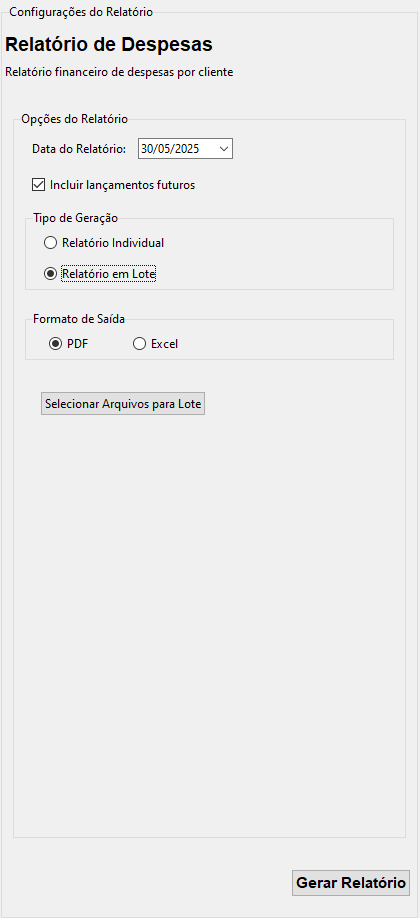 Configurações do Relatório
Relatório de Despesas
Relatório financeiro de despesas por cliente
Opções do Relatório
Data do Relatório: 30/05/2025
Incluir lançamentos futuros
Tipo de Geração
Relatório Individual
Relatório em Lote
Formato de Saída
PDF Excel
Selecionar Arquivos para Lote
Gerar Relatório